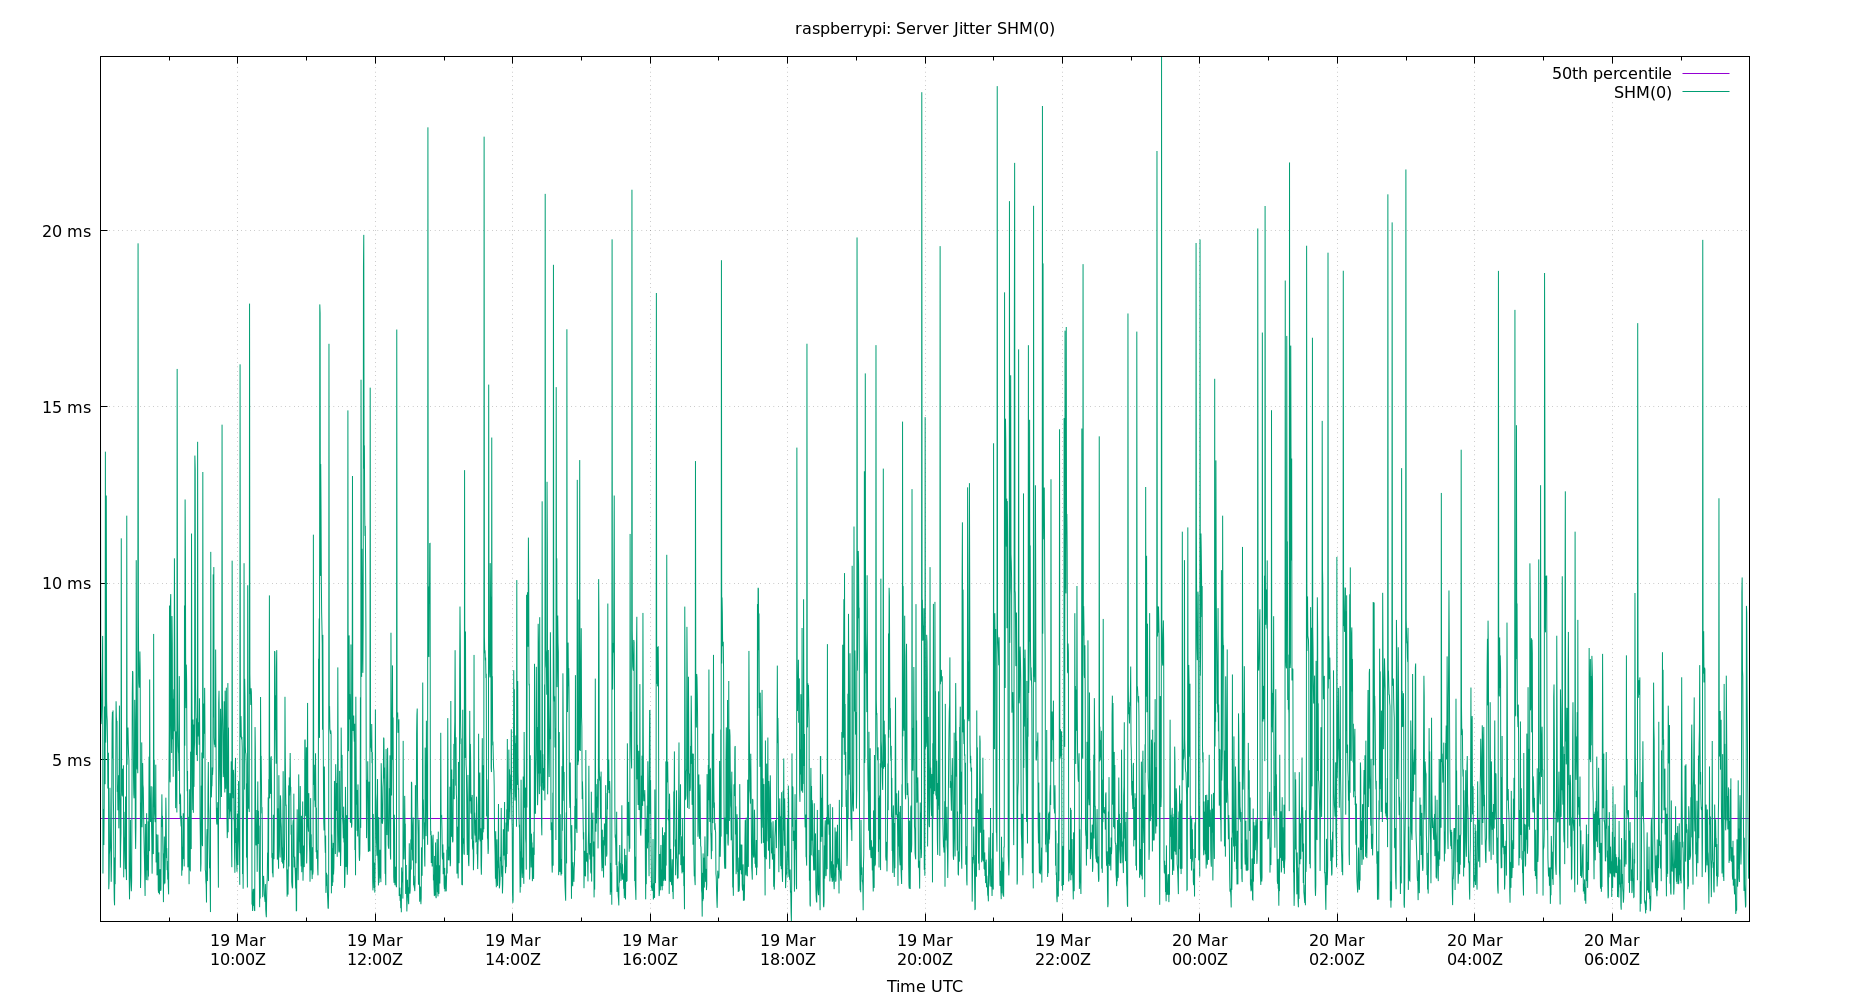 raspberrypi: Server Jitter SHM(0)
50th percentile
SHM(0)
20 ms
15 ms
10 ms
5 ms
19 Mar 19 Mar 19 Mar 19 Mar 19 Mar 19 Mar 19 Mar 20 Mar 20 Mar 20 Mar 20 Mar
10:00Z 12:00Z 14:00Z 16:00Z 18:00Z 20:00Z 22:00Z 00:00Z 02:00Z 04:00Z 06:00Z
Time UTC